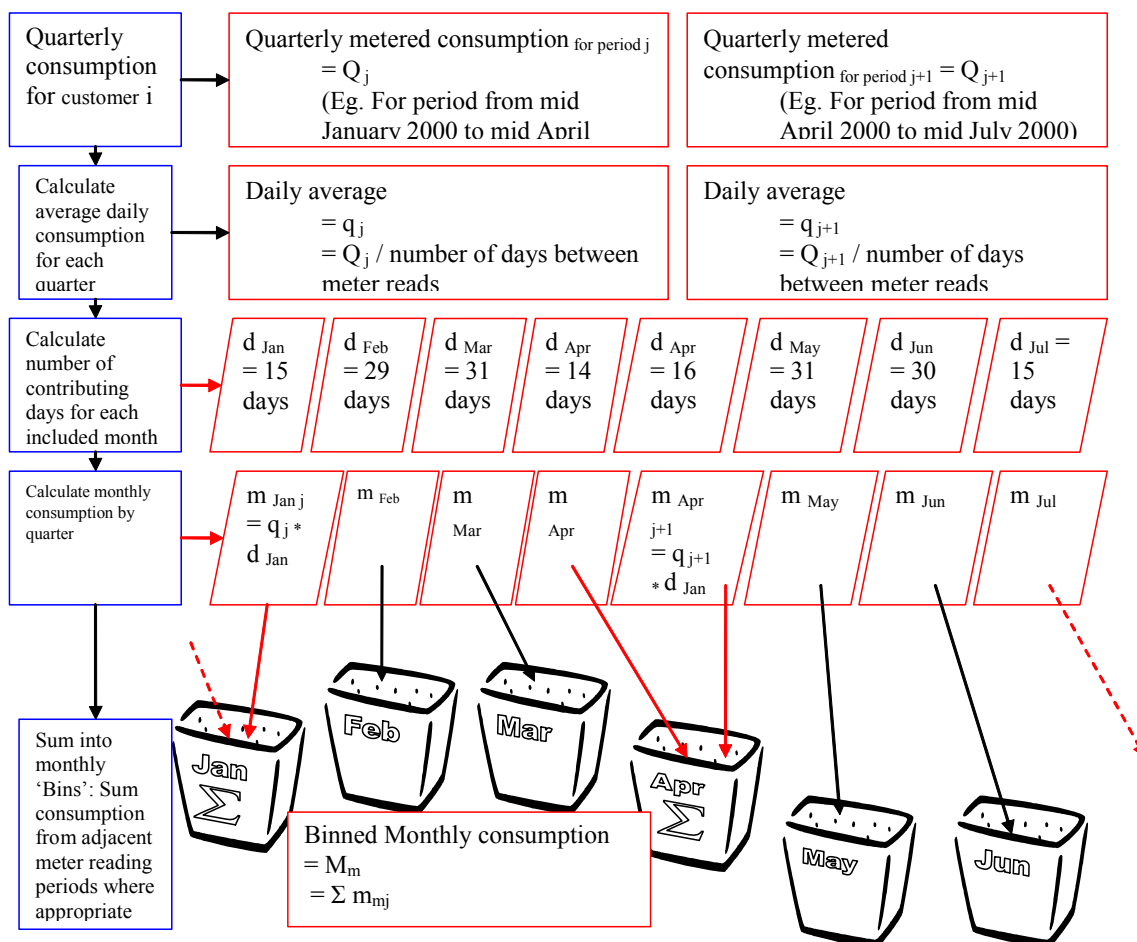 Quarterly
consumption
for customer i
Quarterly metered consumption for period j
= Q j
(Eg. For period from mid
January 2000 to mid April
Quarterly metered
consumption for period j+1 = Q j+1
(Eg. For period from mid
April 2000 to mid July 2000)
Calculate
average daily
consumption
for each
quarter
Daily average
= q j
= Q j / number of days between
meter reads
Daily average
= q j+1
= Q j+1 / number of days
between meter reads
Calculate
number of
contributing
days for each
included month
d Jan
= 15
days
d Feb
= 29
days
d Mar
= 31
days
d Apr
= 14
days
d Apr
= 16
days
d May
= 31
days
d Jun
= 30
days
d Jul =
15
days
Calculate monthly
consumption by
quarter
m Jan j
= q j *
d Jan
m Feb
m
Mar
m
Apr
m Apr
j+1
= q j+1
* d Jan
m May
m Jun
m Jul
Sum into
monthly
‘Bins’: Sum
consumption
from adjacent
meter reading
periods where
appropriate
Jan
Σ
Feb
Mar
Apr
Σ
May
Jun
Binned Monthly consumption
= Mm
= Σ mmj